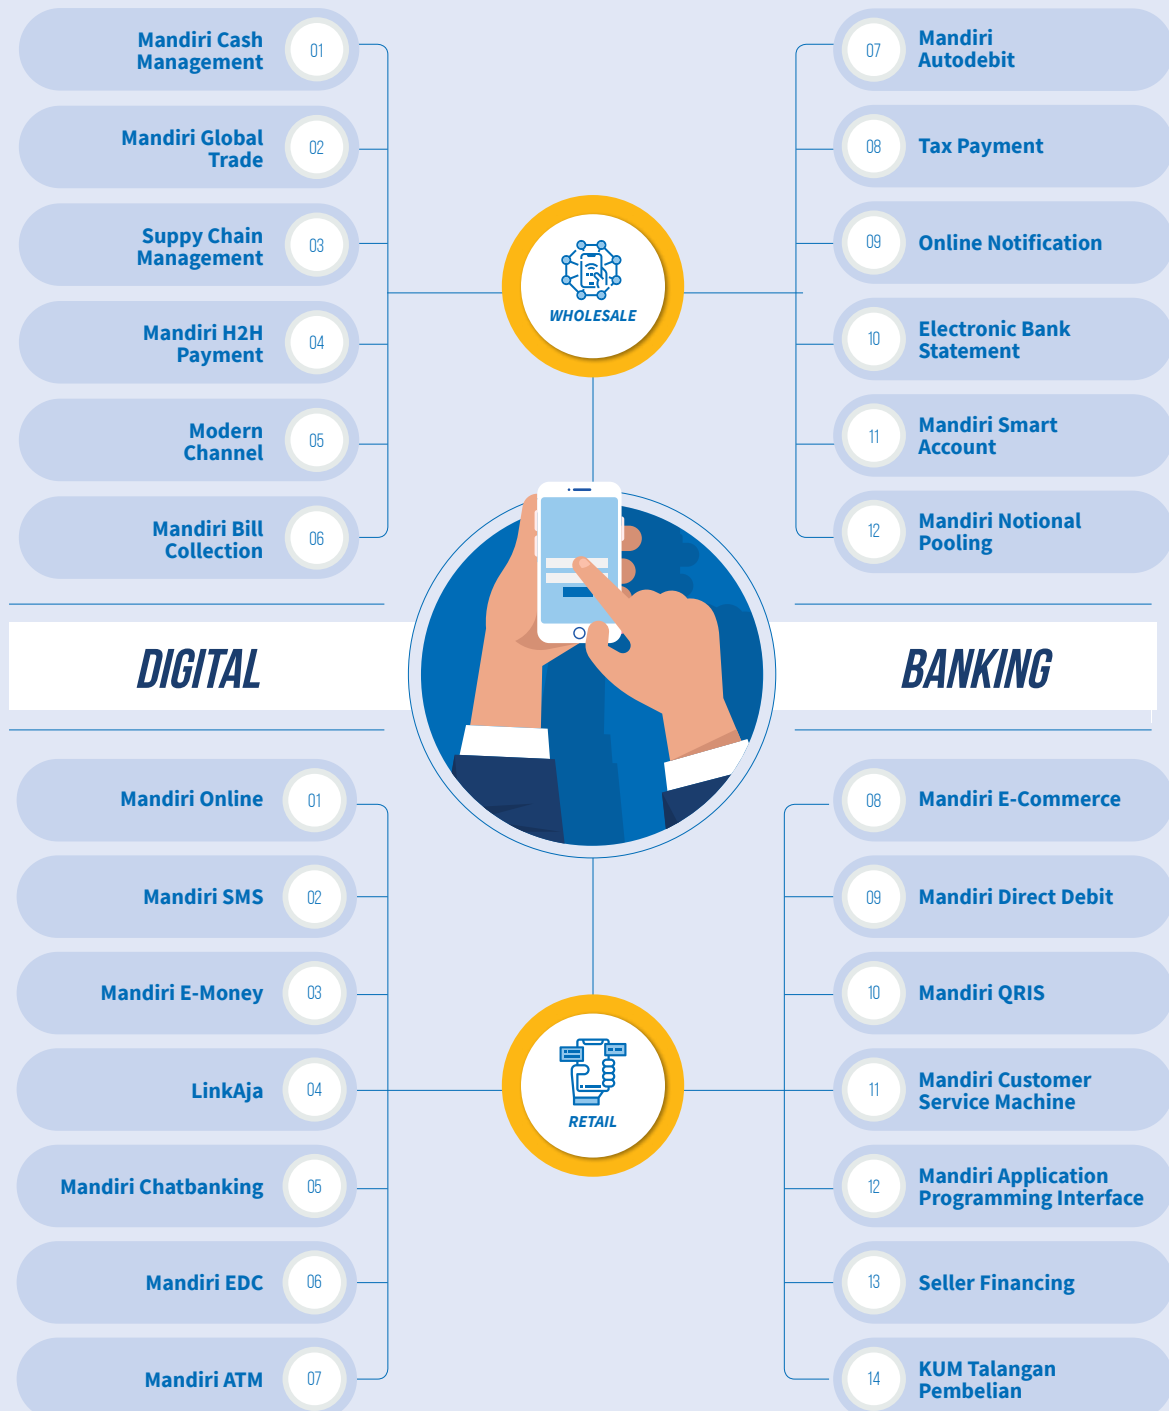 Mandiri Cash
Management
01
Mandiri Global
Trade
02
Suppy Chain
Management
03
Mandiri H2H
Payment
04
Modern
Channel
05
Mandiri Bill
Collection
06
WHOLESALE
07
Mandiri
Autodebit
08
Tax Payment
09
Online Notification
10
Electronic Bank
Statement
11
Mandiri Smart
Account
12
Mandiri Notional
Pooling
DIGITAL
BANKING
Mandiri Online
01
Mandiri SMS
02
Mandiri E-Money
03
LinkAja
04
Mandiri Chatbanking
05
Mandiri EDC
06
Mandiri ATM
07
RETAIL
08
Mandiri E-Commerce
09
Mandiri Direct Debit
10
Mandiri QRIS
11
Mandiri Customer
Service Machine
12
Mandiri Application
Programming Interface
13
Seller Financing
14
KUM Talangan
Pembelian